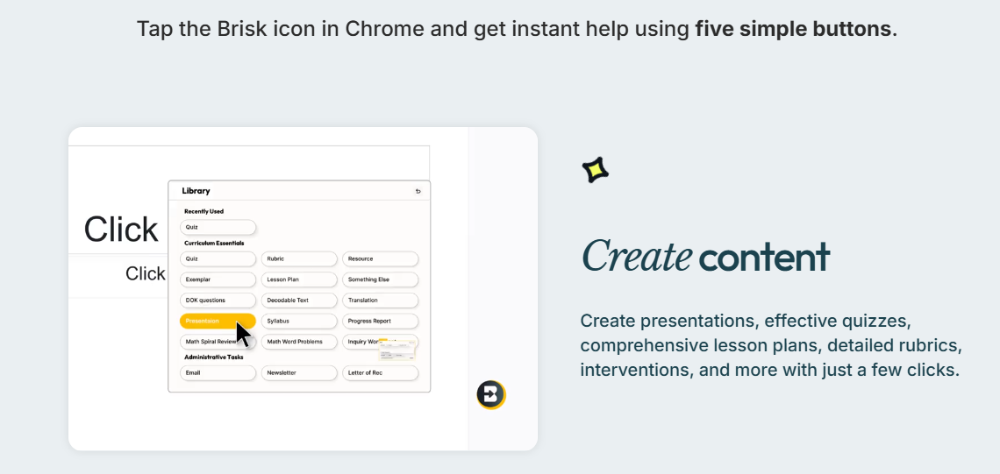 Tap the Brisk icon in Chrome and get instant help using five simple buttons.
Click
Click
Library
Recently Used
Quiz
Curriculum Essentials
Quiz Rubric Resource
Exemplar Lesson Plan Something Else
DOK questions Decodable Text Translation
Presentation Syllabus Progress Report
Math Spiral Review Math Word Problems Inquiry
Administrative Tasks
Email Newsletter Letter of Rec
B
Create content
Create presentations, effective quizzes,
comprehensive lesson plans, detailed rubrics,
interventions, and more with just a few clicks.